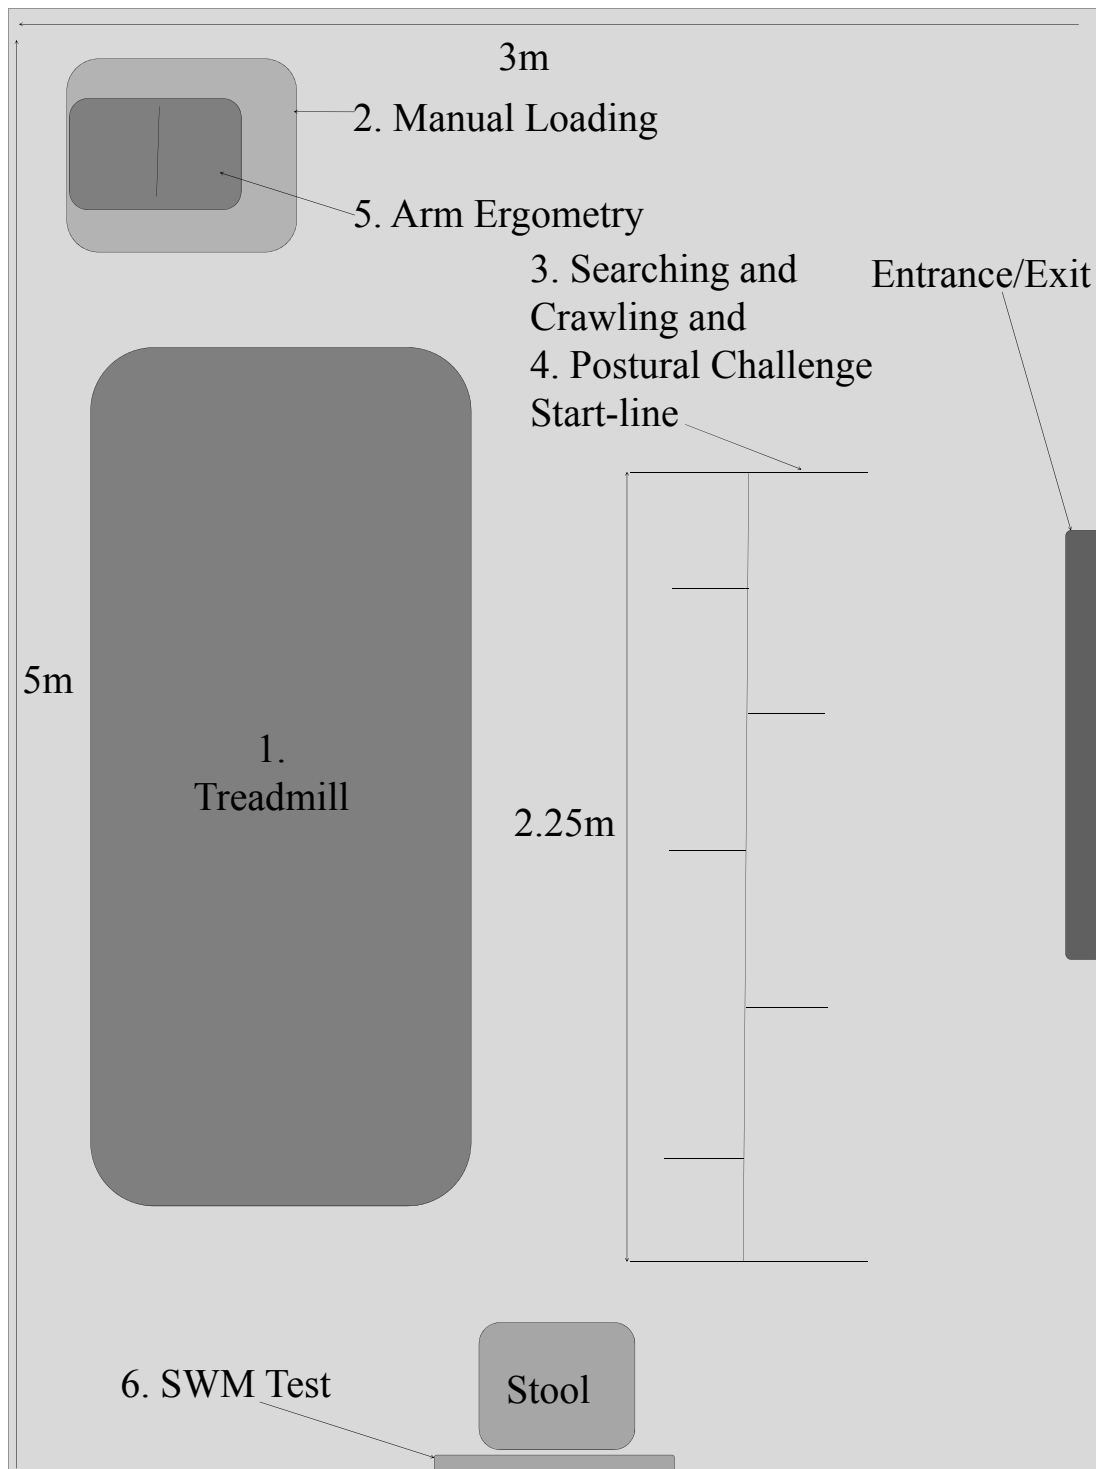 3m
2. Manual Loading
5. Arm Ergometry
3. Searching and
Crawling and
4. Postural Challenge
Start-line
Entrance/Exit
5m
1.
Treadmill
2.25m
6. SWM Test
Stool